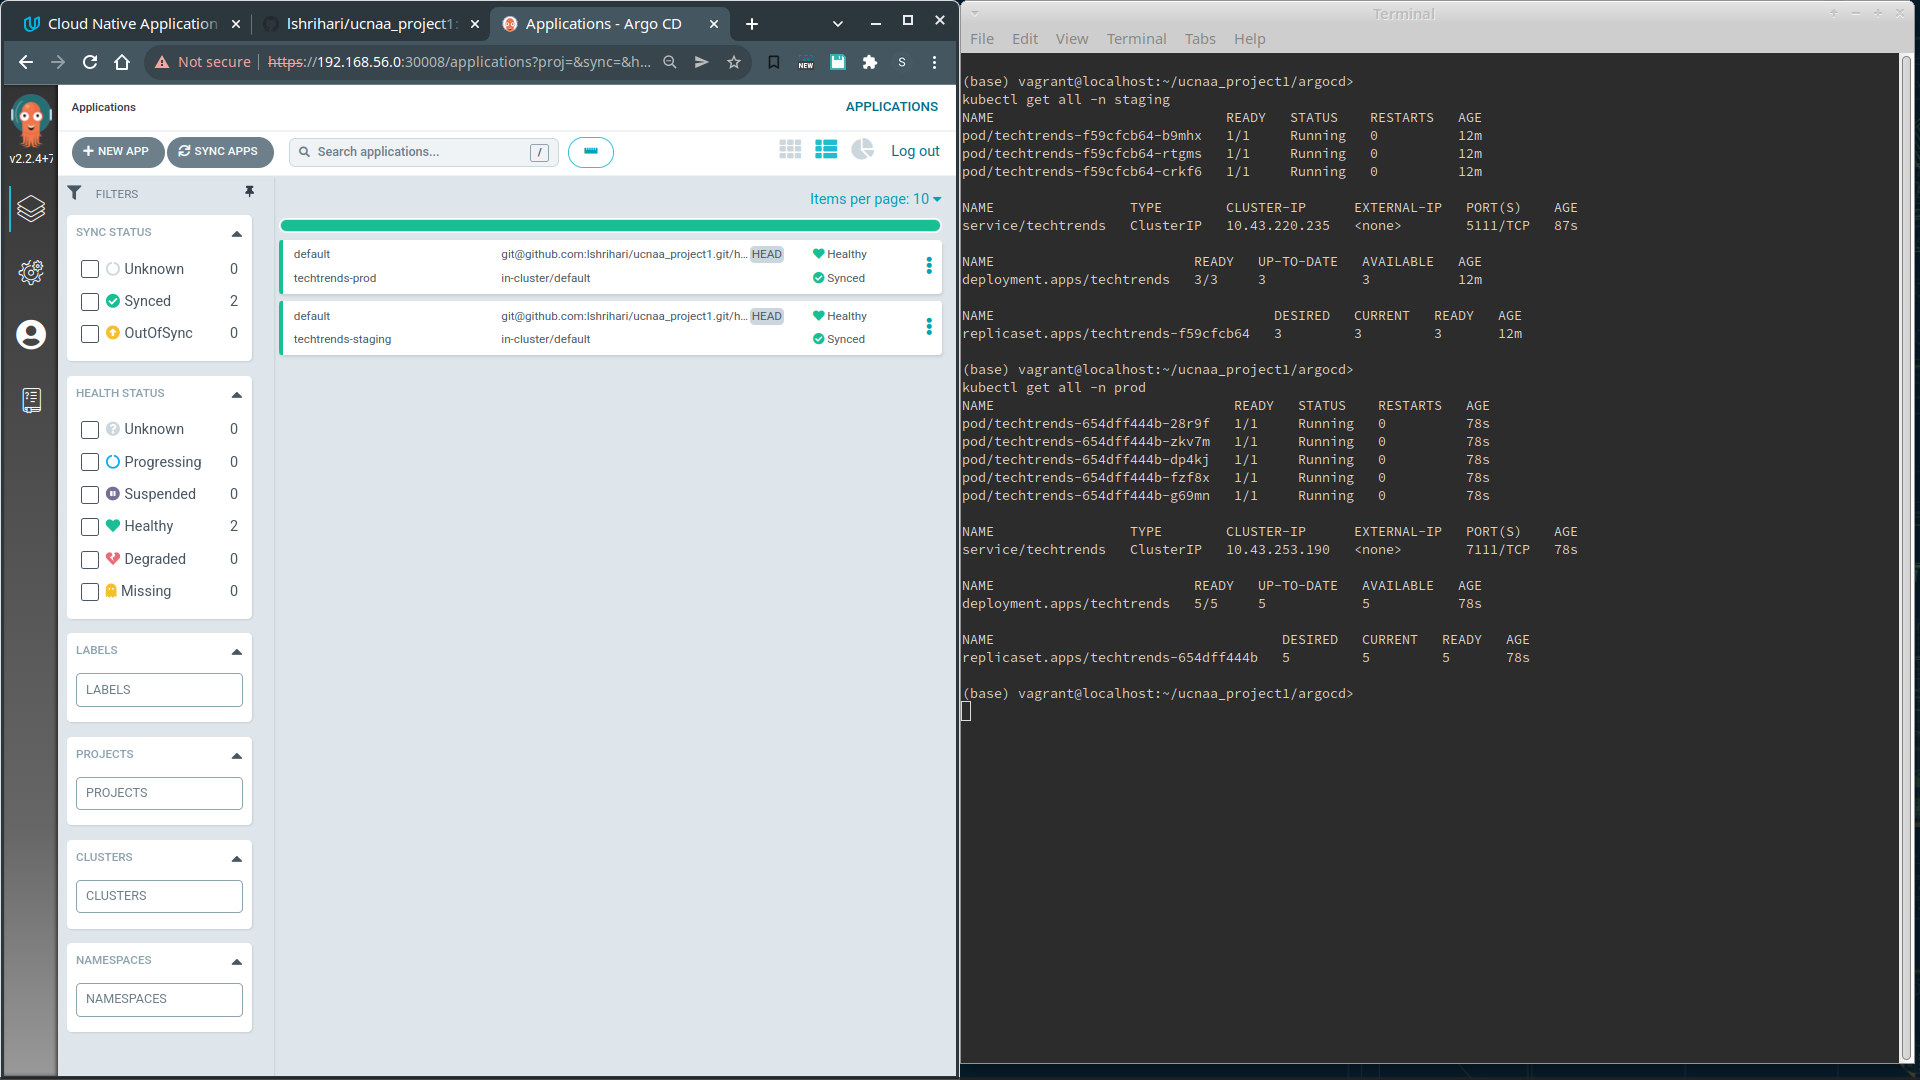 Cloud Native Application
lshrihari/ucnaa_project1:
Applications - Argo CD
Not secure
https://192.168.56.0:30008/applications?proj=&sync=&h...
NEW
S
v2.2.4+7
Applications
APPLICATIONS
NEW APP
SYNC APPS
Search applications...
/
Log out
FILTERS
SYNC STATUS
Unknown 0
Synced 2
OutOfSync 0
HEALTH STATUS
Unknown 0
Progressing 0
Suspended 0
Healthy 2
Degraded 0
Missing 0
LABELS
LABELS
PROJECTS
PROJECTS
CLUSTERS
CLUSTERS
NAMESPACES
NAMESPACES
Items per page: 10
default git@github.com:lshrihari/ucnaa_project1.git/h... HEAD Healthy
techtrends-prod in-cluster/default Synced
default git@github.com:lshrihari/ucnaa_project1.git/h... HEAD Healthy
techtrends-staging in-cluster/default Synced
Terminal
File Edit View Terminal Tabs Help
(base) vagrant@localhost:~/ucnaa_project1/argocd>
kubectl get all -n staging
NAME READY STATUS RESTARTS AGE
pod/techtrends-f59cfcb64-b9mhx 1/1 Running 0 12m
pod/techtrends-f59cfcb64-rtgms 1/1 Running 0 12m
pod/techtrends-f59cfcb64-crkf6 1/1 Running 0 12m
NAME TYPE CLUSTER-IP EXTERNAL-IP PORT(S) AGE
service/techtrends ClusterIP 10.43.220.235 <none> 5111/TCP 87s
NAME READY UP-TO-DATE AVAILABLE AGE
deployment.apps/techtrends 3/3 3 3 12m
NAME DESIRED CURRENT READY AGE
replicaset.apps/techtrends-f59cfcb64 3 3 3 12m
(base) vagrant@localhost:~/ucnaa_project1/argocd>
kubectl get all -n prod
NAME READY STATUS RESTARTS AGE
pod/techtrends-654dff444b-28r9f 1/1 Running 0 78s
pod/techtrends-654dff444b-zkv7m 1/1 Running 0 78s
pod/techtrends-654dff444b-dp4kj 1/1 Running 0 78s
pod/techtrends-654dff444b-fzf8x 1/1 Running 0 78s
pod/techtrends-654dff444b-g69mn 1/1 Running 0 78s
NAME TYPE CLUSTER-IP EXTERNAL-IP PORT(S) AGE
service/techtrends ClusterIP 10.43.253.190 <none> 7111/TCP 78s
NAME READY UP-TO-DATE AVAILABLE AGE
deployment.apps/techtrends 5/5 5 5 78s
NAME DESIRED CURRENT READY AGE
replicaset.apps/techtrends-654dff444b 5 5 5 78s
(base) vagrant@localhost:~/ucnaa_project1/argocd>